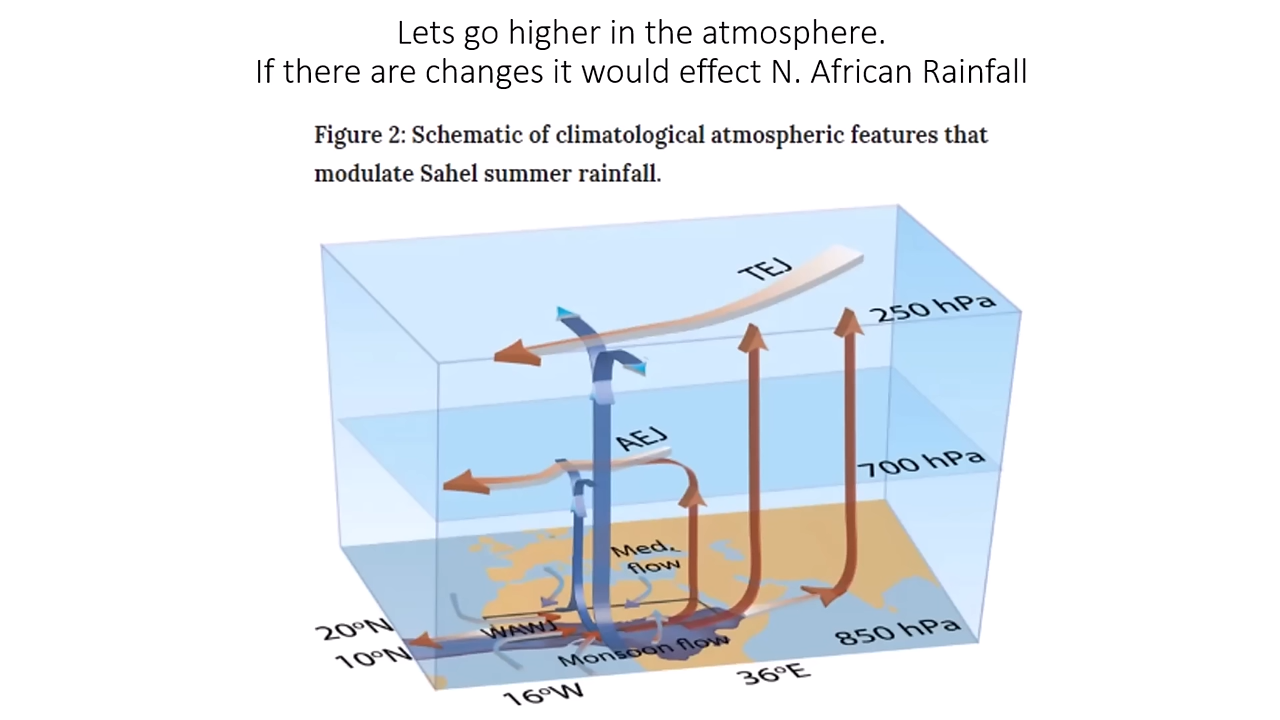 Lets go higher in the atmosphere.
If there are changes it would effect N. African Rainfall
Figure 2: Schematic of climatological atmospheric features that
modulate Sahel summer rainfall.
TEJ
250 hPa
AEJ
700 hPa
Med.
flow
20°N
WAWJ
850 hPa
10°N
Monsoon flow
16°W
36°E